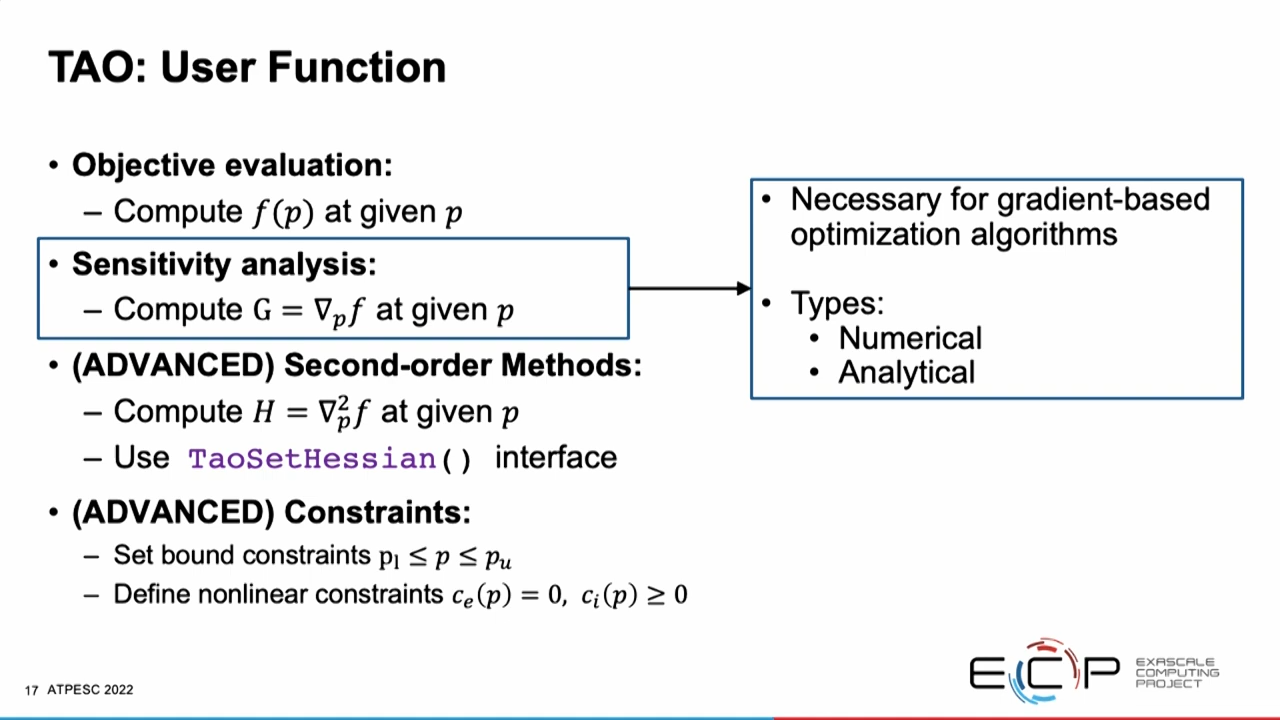 TAO: User Function
• Objective evaluation:
– Compute f(p) at given p
• Sensitivity analysis:
– Compute G = ∇ₚf at given p
• (ADVANCED) Second-order Methods:
– Compute H = ∇²ₚf at given p
– Use TaoSetHessian() interface
• (ADVANCED) Constraints:
– Set bound constraints pₗ ≤ p ≤ pᵤ
– Define nonlinear constraints cₑ(p) = 0, cᵢ(p) ≥ 0
• Necessary for gradient-based
optimization algorithms
• Types:
• Numerical
• Analytical
17 ATPESC 2022
ECP
EXASCALE
COMPUTING
PROJECT